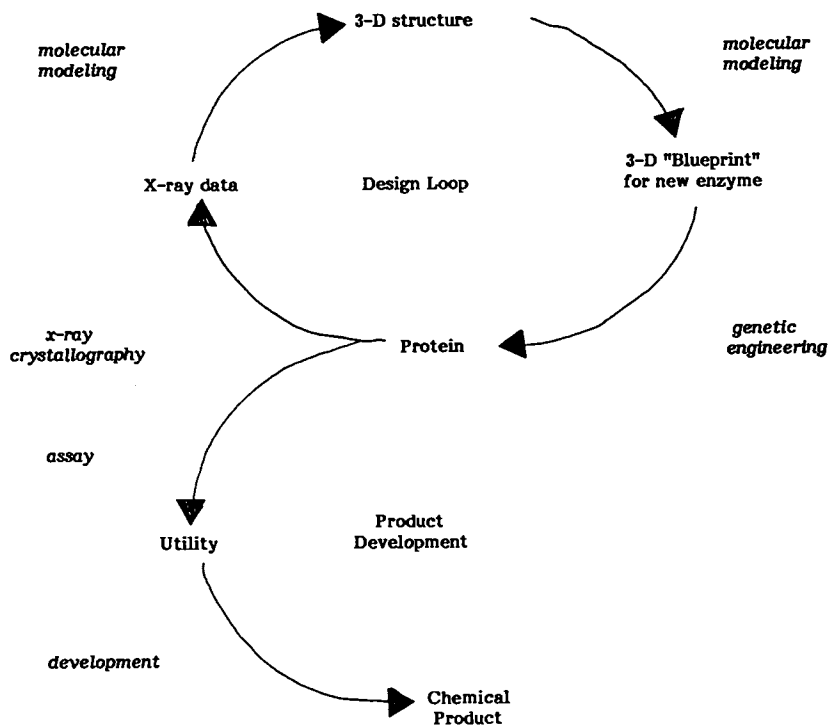 3-D structure
molecular
modeling
molecular
modeling
X-ray data
Design Loop
3-D "Blueprint"
for new enzyme
x-ray
crystallography
Protein
genetic
engineering
assay
Utility
Product
Development
development
Chemical
Product